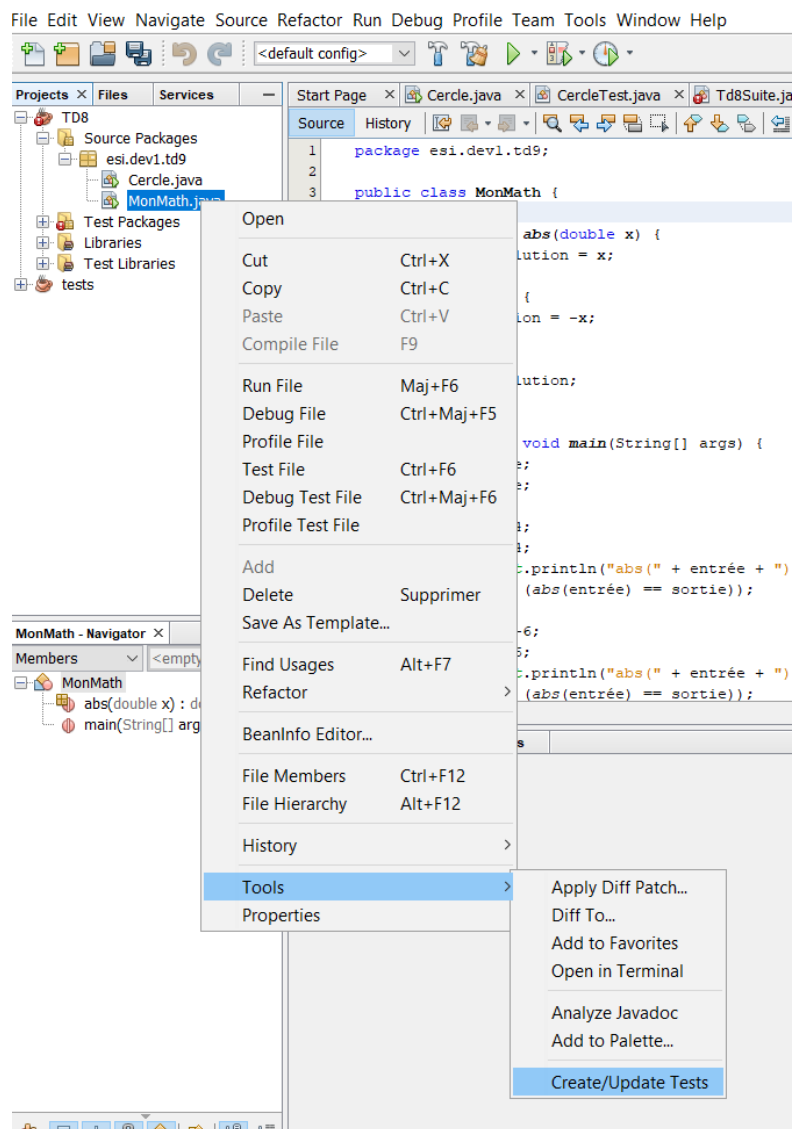 File Edit View Navigate Source Refactor Run Debug Profile Team Tools Window Help
<default config>
Projects × Files Services
TD8
Source Packages
esi.dev1.td9
Cercle.java
MonMath.java
Test Packages
Libraries
Test Libraries
tests
Start Page × Cercle.java × CercleTest.java × Td8Suite.ja
Source History
1 package esi.dev1.td9;
2
3 public class MonMath {
abs(double x) {
lution = x;
{
ion = -x;
lution;
void main(String[] args) {
e;
e;
;
;
t.println("abs(" + entrée + ")
(abs(entrée) == sortie));
-6;
6;
t.println("abs(" + entrée + ")
(abs(entrée) == sortie));
s
Open
Cut Ctrl+X
Copy Ctrl+C
Paste Ctrl+V
Compile File F9
Run File Maj+F6
Debug File Ctrl+Maj+F5
Profile File
Test File Ctrl+F6
Debug Test File Ctrl+Maj+F6
Profile Test File
Add
Delete Supprimer
Save As Template...
Find Usages Alt+F7
Refactor
BeanInfo Editor...
File Members Ctrl+F12
File Hierarchy Alt+F12
History
Tools
Properties
Apply Diff Patch...
Diff To...
Add to Favorites
Open in Terminal
Analyze Javadoc
Add to Palette...
Create/Update Tests
MonMath - Navigator ×
Members <empty
MonMath
abs(double x) : d
main(String[] arg